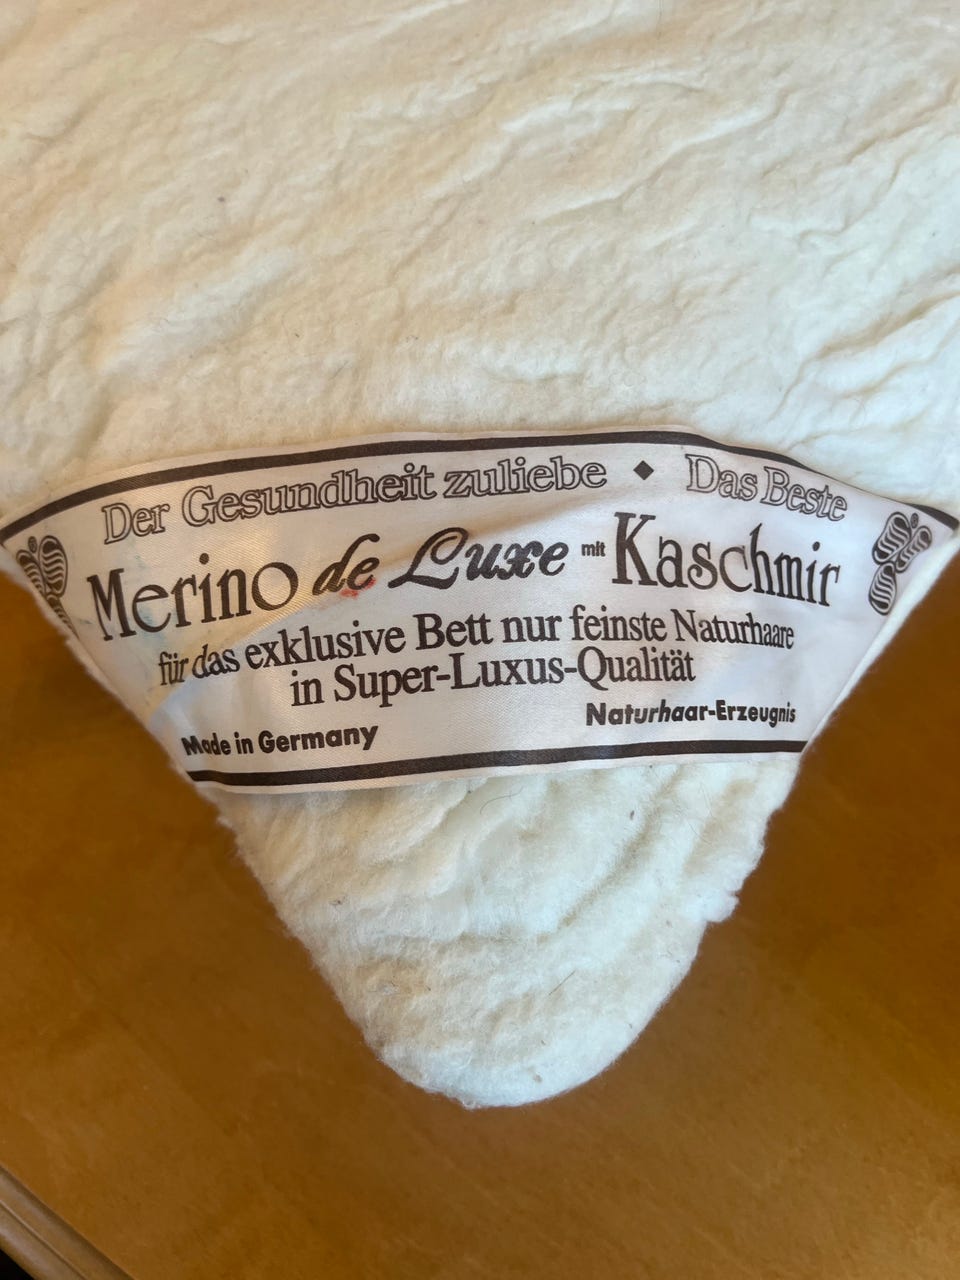 Der Gesundheit zuliebe ◆ Das Beste
Merino de Luxe mit Kaschmir
für das exklusive Bett nur feinste Naturhaare
in Super-Luxus-Qualität
Made in Germany
Naturhaar-Erzeugnis